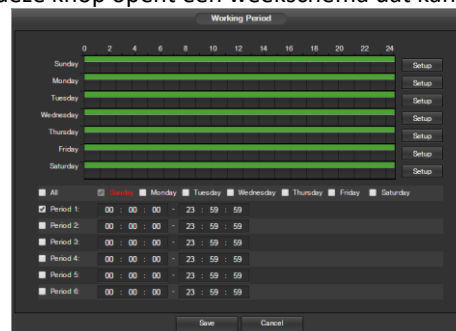 deze knop opent een weekschema dat kan
Working Period
0 2 4 6 8 10 12 14 16 18 20 22 24
Sunday Setup
Monday Setup
Tuesday Setup
Wednesday Setup
Thursday Setup
Friday Setup
Saturday Setup
All Sunday Monday Tuesday Wednesday Thursday Friday Saturday
Period 1: 00 : 00 : 00 - 23 : 59 : 59
Period 2: 00 : 00 : 00 - 23 : 59 : 59
Period 3: 00 : 00 : 00 - 23 : 59 : 59
Period 4: 00 : 00 : 00 - 23 : 59 : 59
Period 5: 00 : 00 : 00 - 23 : 59 : 59
Period 6: 00 : 00 : 00 - 23 : 59 : 59
Save Cancel